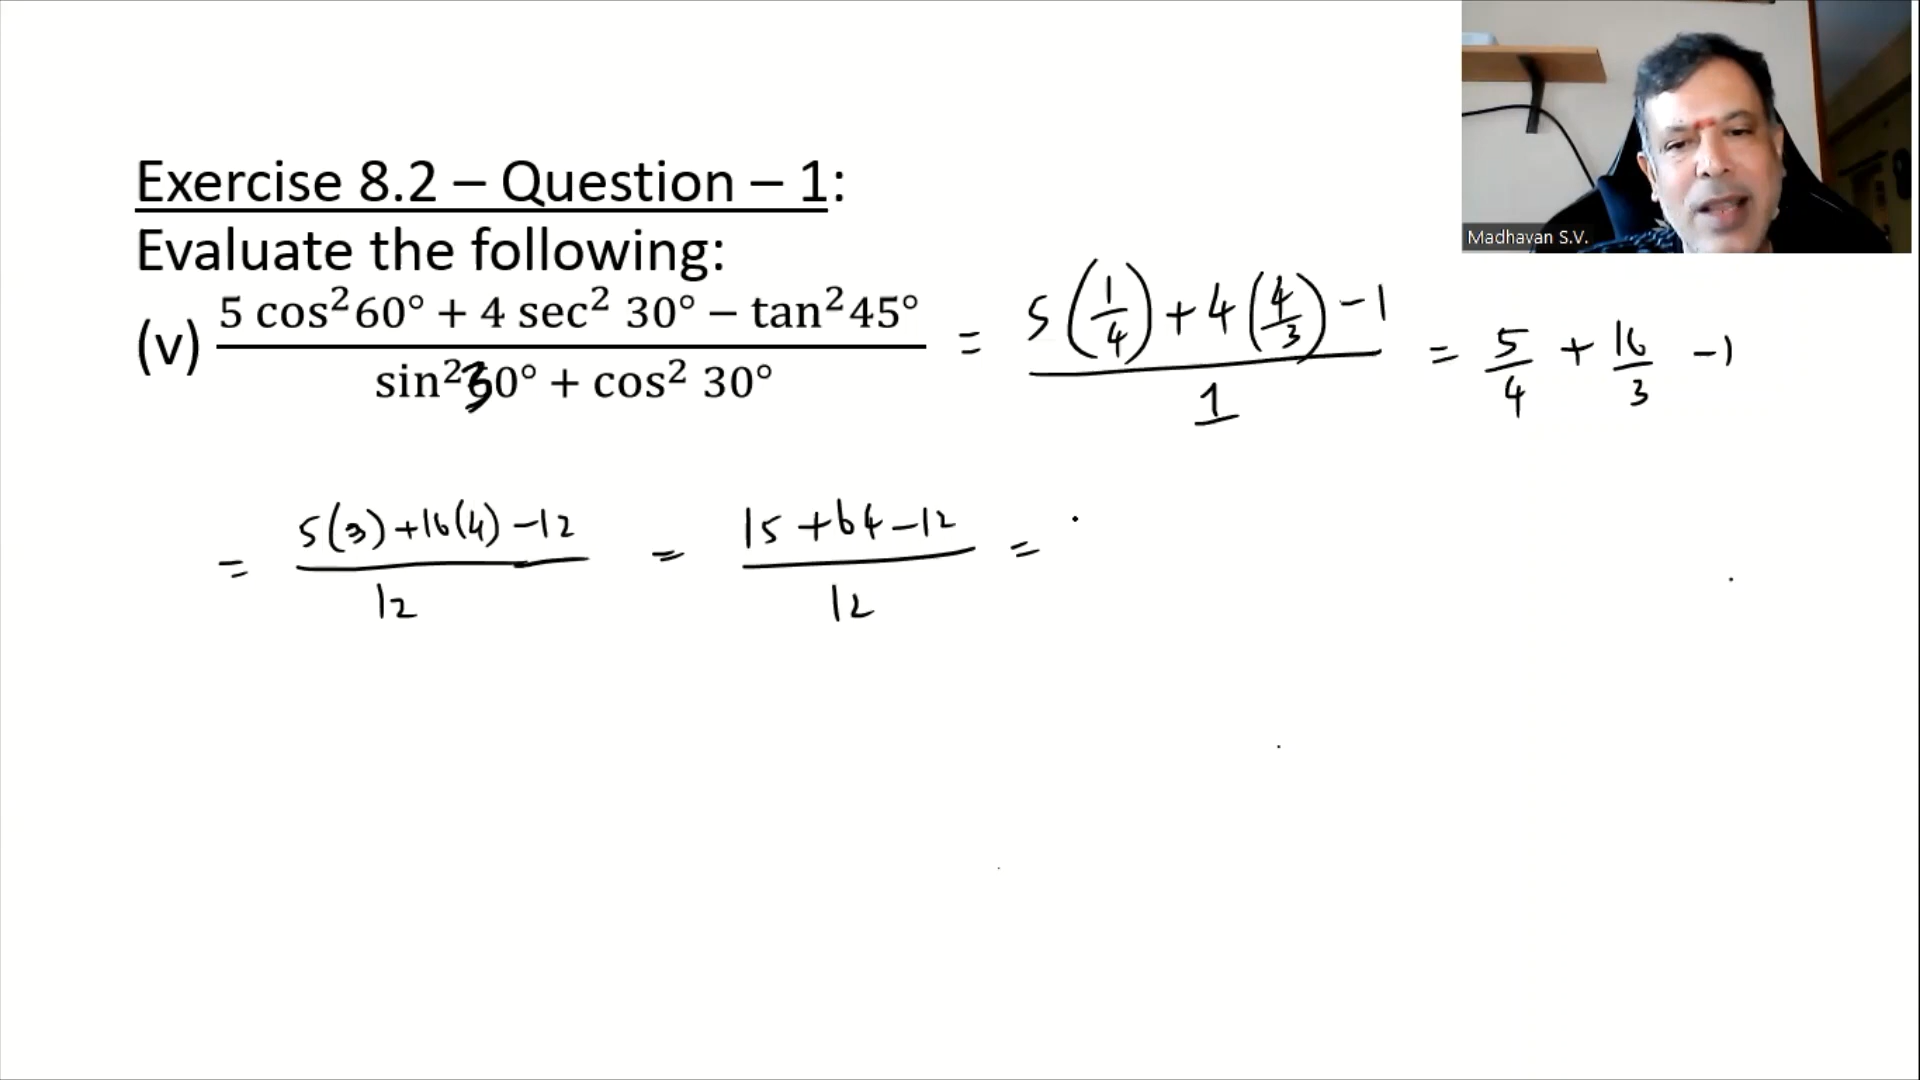 Exercise 8.2 – Question – 1:
Evaluate the following:
(v) (5 cos²60° + 4 sec² 30° − tan²45°)/(sin²30° + cos² 30°) = (5(1/4) + 4(4/3) − 1)/1 = 5/4 + 16/3 − 1
= (5(3) + 16(4) − 12)/12 = (15 + 64 − 12)/12 =
Madhavan S.V.